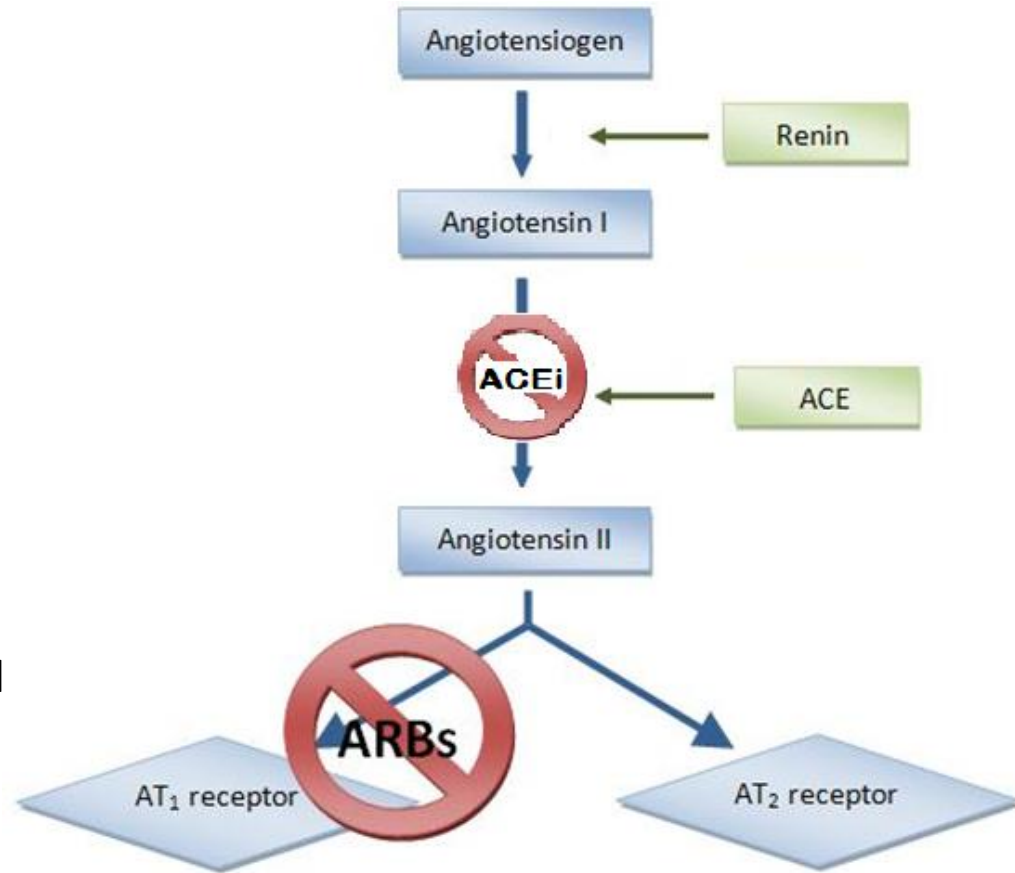 Angiotensiogen
Renin
Angiotensin I
ACEi
ACE
Angiotensin II
ARBs
AT₁ receptor
AT₂ receptor